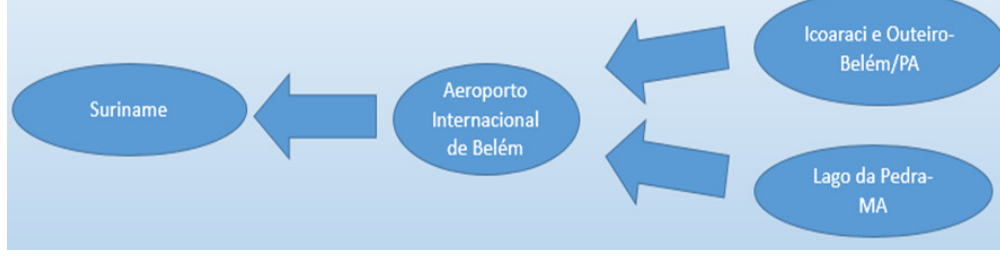 Suriname
Aeroporto
Internacional
de Belém
Icoaraci e Outeiro-
Belém/PA
Lago da Pedra-
MA